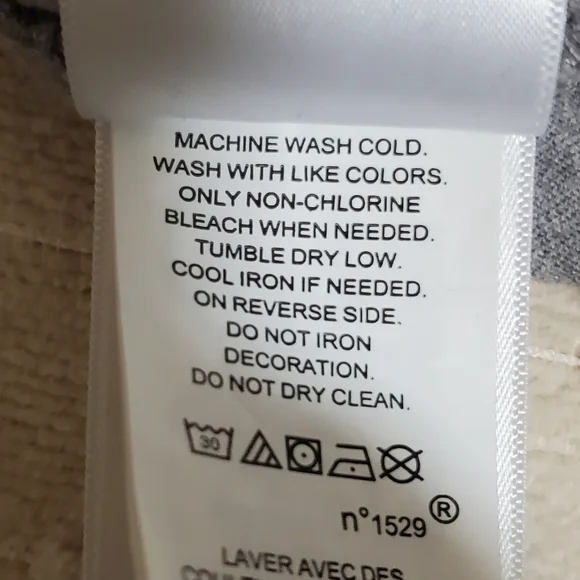 MACHINE WASH COLD.
WASH WITH LIKE COLORS.
ONLY NON-CHLORINE
BLEACH WHEN NEEDED.
TUMBLE DRY LOW.
COOL IRON IF NEEDED.
ON REVERSE SIDE.
DO NOT IRON
DECORATION.
DO NOT DRY CLEAN.
30
n°1529®
LAVER AVEC DES